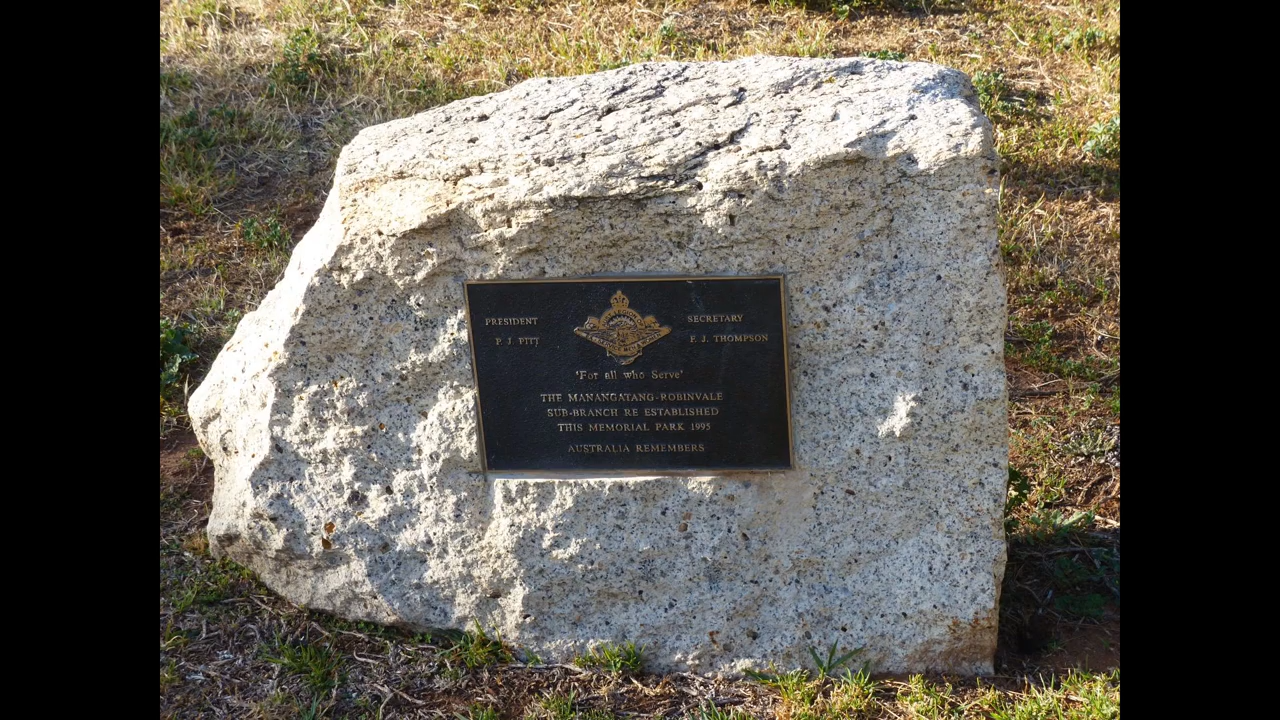 PRESIDENT
P. J. PITT
SECRETARY
F. J. THOMPSON
'For all who Serve'
THE MANANGATANG-ROBINVALE
SUB-BRANCH RE ESTABLISHED
THIS MEMORIAL PARK 1995
AUSTRALIA REMEMBERS